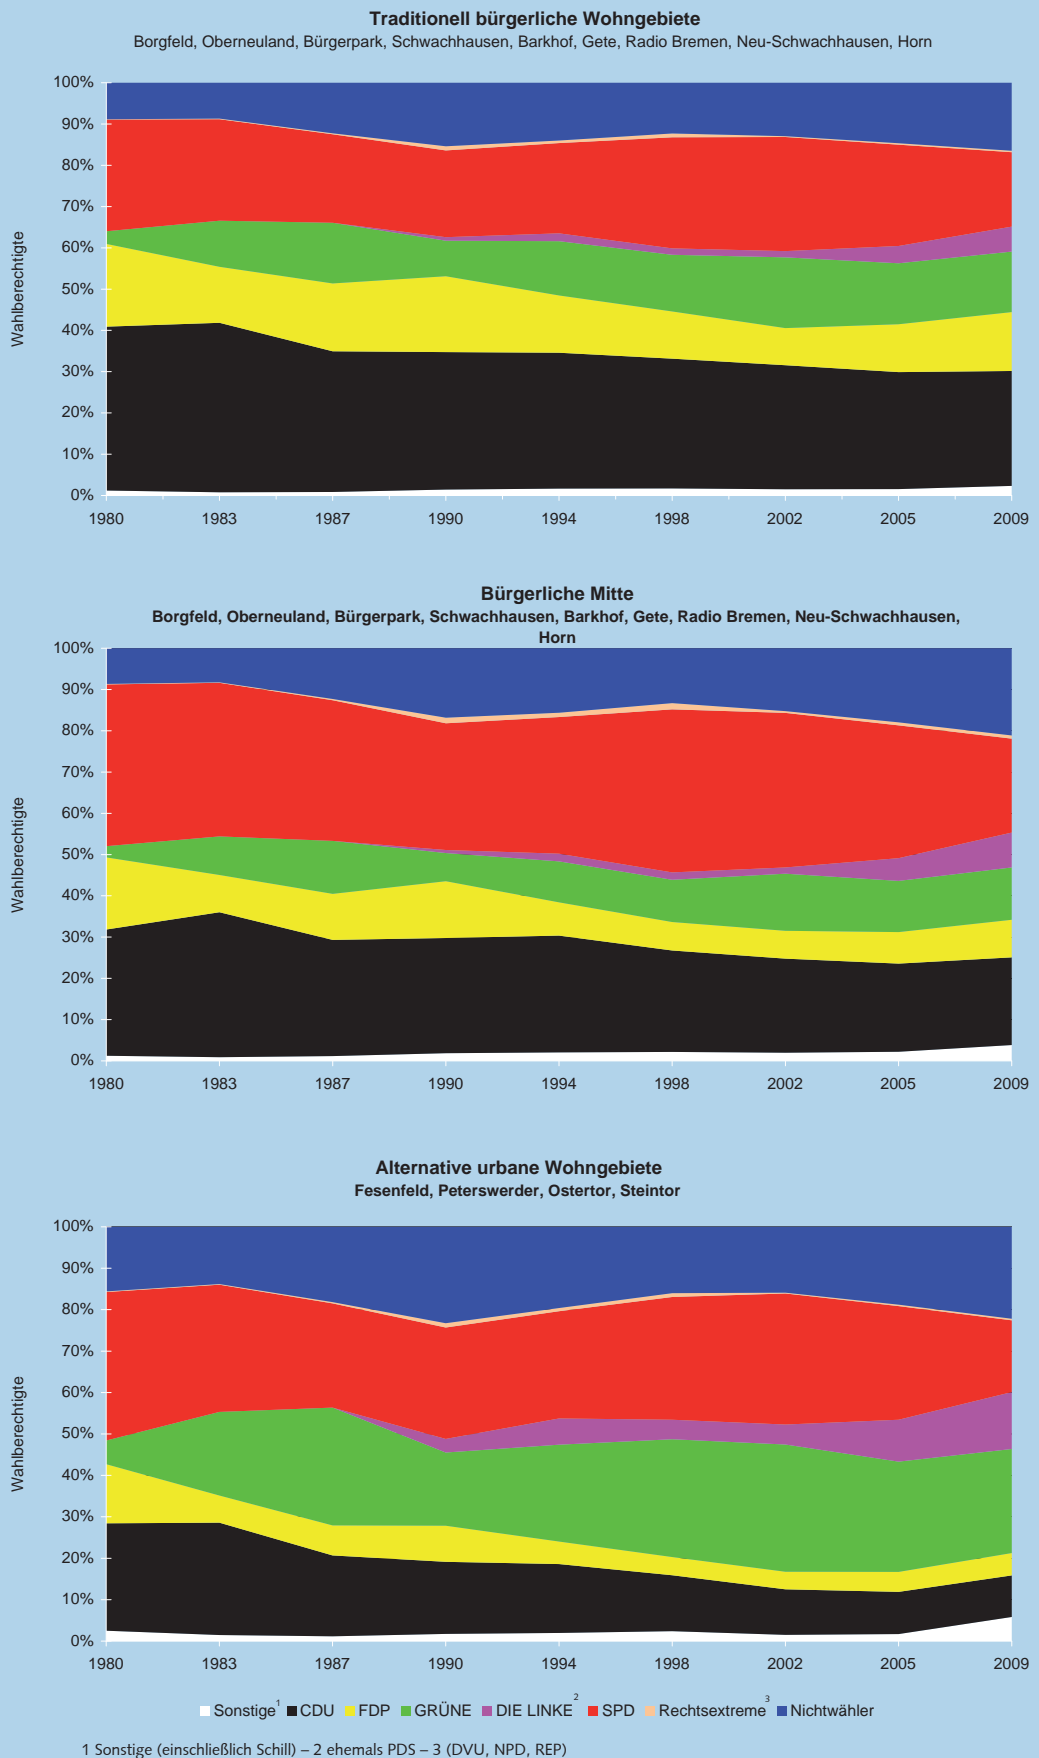 Traditionell bürgerliche Wohngebiete
Borgfeld, Oberneuland, Bürgerpark, Schwachhausen, Barkhof, Gete, Radio Bremen, Neu-Schwachhausen, Horn
Wahlberechtigte
100%
90%
80%
70%
60%
50%
40%
30%
20%
10%
0%
1980 1983 1987 1990 1994 1998 2002 2005 2009
Bürgerliche Mitte
Borgfeld, Oberneuland, Bürgerpark, Schwachhausen, Barkhof, Gete, Radio Bremen, Neu-Schwachhausen,
Horn
Wahlberechtigte
100%
90%
80%
70%
60%
50%
40%
30%
20%
10%
0%
1980 1983 1987 1990 1994 1998 2002 2005 2009
Alternative urbane Wohngebiete
Fesenfeld, Peterswerder, Ostertor, Steintor
Wahlberechtigte
100%
90%
80%
70%
60%
50%
40%
30%
20%
10%
0%
1980 1983 1987 1990 1994 1998 2002 2005 2009
Sonstige1 CDU FDP GRÜNE DIE LINKE2 SPD Rechtsextreme3 Nichtwähler
1 Sonstige (einschließlich Schill) – 2 ehemals PDS – 3 (DVU, NPD, REP)